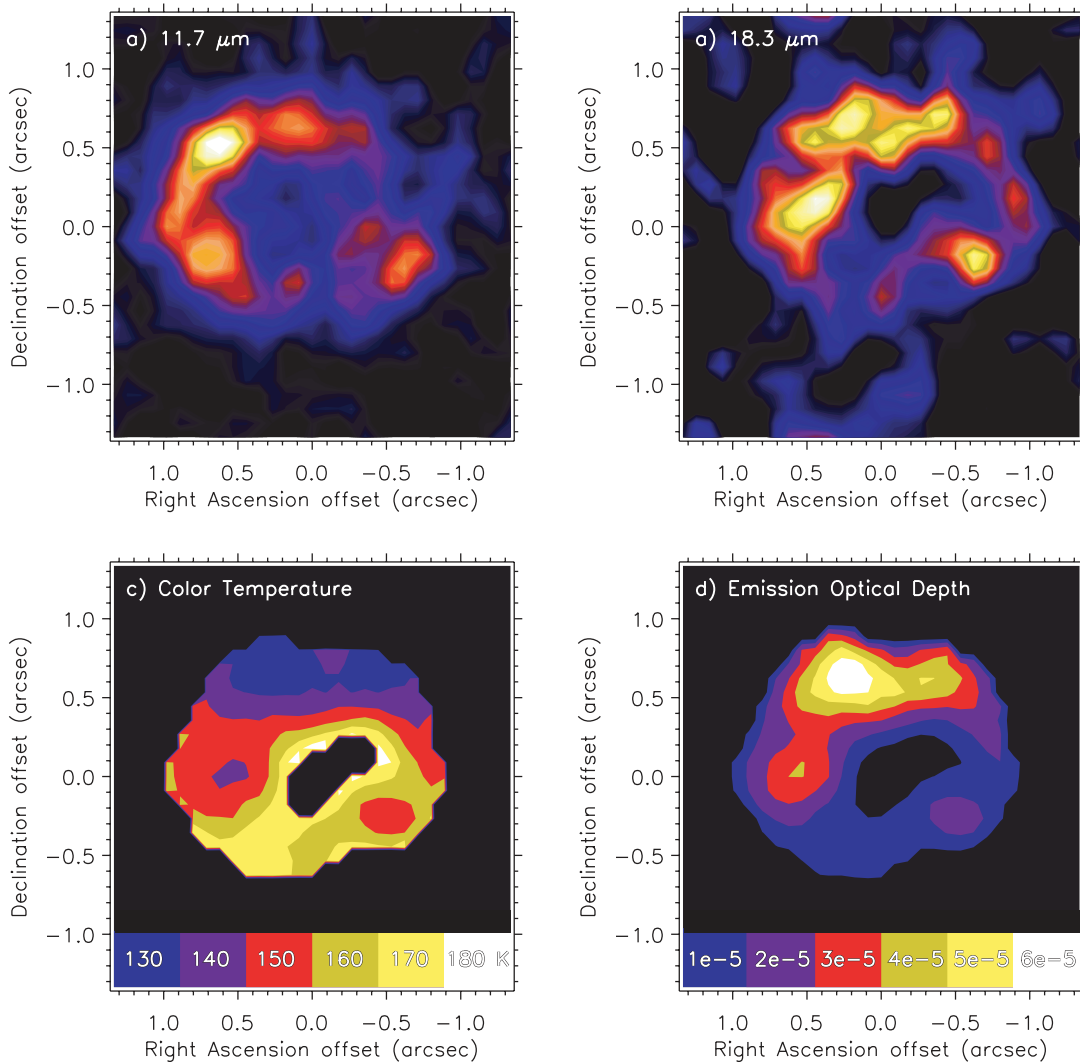 a) 11.7 μm
1.0
0.5
0.0
−0.5
−1.0
Declination offset (arcsec)
1.0 0.5 0.0 −0.5 −1.0
Right Ascension offset (arcsec)
a) 18.3 μm
1.0
0.5
0.0
−0.5
−1.0
Declination offset (arcsec)
1.0 0.5 0.0 −0.5 −1.0
Right Ascension offset (arcsec)
c) Color Temperature
1.0
0.5
0.0
−0.5
−1.0
Declination offset (arcsec)
130 140 150 160 170 180 K
1.0 0.5 0.0 −0.5 −1.0
Right Ascension offset (arcsec)
d) Emission Optical Depth
1.0
0.5
0.0
−0.5
−1.0
Declination offset (arcsec)
1e−5 2e−5 3e−5 4e−5 5e−5 6e−5
1.0 0.5 0.0 −0.5 −1.0
Right Ascension offset (arcsec)